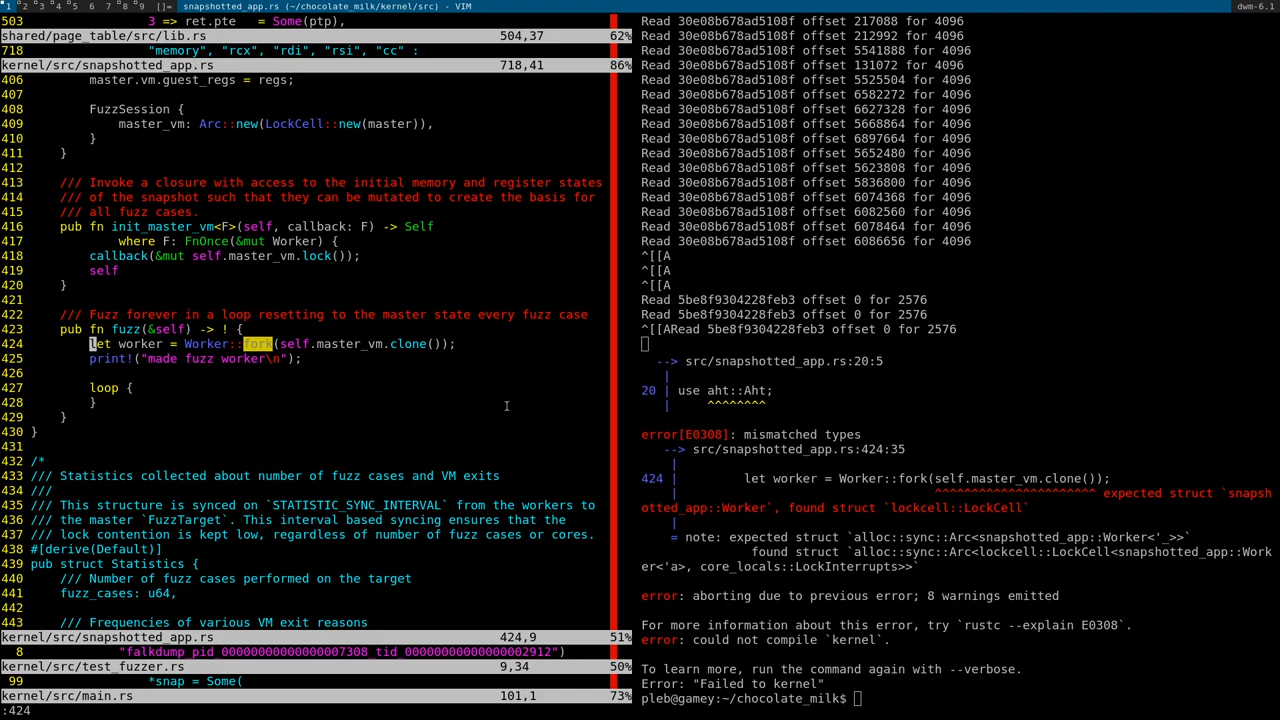 1 2 3 4 5 6 7 8 9 []= snapshotted_app.rs (~/chocolate_milk/kernel/src) - VIM dwm-6.1
503 3 => ret.pte = Some(ptp),
shared/page_table/src/lib.rs 504,37 62%
718 "memory", "rcx", "rdi", "rsi", "cc" :
kernel/src/snapshotted_app.rs 718,41 86%
406 master.vm.guest_regs = regs;
407
408 FuzzSession {
409 master_vm: Arc::new(LockCell::new(master)),
410 }
411 }
412
413 /// Invoke a closure with access to the initial memory and register states
414 /// of the snapshot such that they can be mutated to create the basis for
415 /// all fuzz cases.
416 pub fn init_master_vm<F>(self, callback: F) -> Self
417 where F: FnOnce(&mut Worker) {
418 callback(&mut self.master_vm.lock());
419 self
420 }
421
422 /// Fuzz forever in a loop resetting to the master state every fuzz case
423 pub fn fuzz(&self) -> ! {
424 let worker = Worker::fork(self.master_vm.clone());
425 print!("made fuzz worker\n");
426
427 loop {
428 }
429 }
430 }
431
432 /*
433 /// Statistics collected about number of fuzz cases and VM exits
434 ///
435 /// This structure is synced on `STATISTIC_SYNC_INTERVAL` from the workers to
436 /// the master `FuzzTarget`. This interval based syncing ensures that the
437 /// lock contention is kept low, regardless of number of fuzz cases or cores.
438 #[derive(Default)]
439 pub struct Statistics {
440 /// Number of fuzz cases performed on the target
441 fuzz_cases: u64,
442
443 /// Frequencies of various VM exit reasons
kernel/src/snapshotted_app.rs 424,9 51%
8 "falkdump_pid_00000000000000007308_tid_00000000000000002912")
kernel/src/test_fuzzer.rs 9,34 50%
99 *snap = Some(
kernel/src/main.rs 101,1 73%
:424
Read 30e08b678ad5108f offset 217088 for 4096
Read 30e08b678ad5108f offset 212992 for 4096
Read 30e08b678ad5108f offset 5541888 for 4096
Read 30e08b678ad5108f offset 131072 for 4096
Read 30e08b678ad5108f offset 5525504 for 4096
Read 30e08b678ad5108f offset 6582272 for 4096
Read 30e08b678ad5108f offset 6627328 for 4096
Read 30e08b678ad5108f offset 5668864 for 4096
Read 30e08b678ad5108f offset 6897664 for 4096
Read 30e08b678ad5108f offset 5652480 for 4096
Read 30e08b678ad5108f offset 5623808 for 4096
Read 30e08b678ad5108f offset 5836800 for 4096
Read 30e08b678ad5108f offset 6074368 for 4096
Read 30e08b678ad5108f offset 6082560 for 4096
Read 30e08b678ad5108f offset 6078464 for 4096
Read 30e08b678ad5108f offset 6086656 for 4096
^[[A
^[[A
^[[A
Read 5be8f9304228feb3 offset 0 for 2576
Read 5be8f9304228feb3 offset 0 for 2576
^[[ARead 5be8f9304228feb3 offset 0 for 2576
--> src/snapshotted_app.rs:20:5
|
20 | use aht::Aht;
| ^^^^^^^^
error[E0308]: mismatched types
--> src/snapshotted_app.rs:424:35
|
424 | let worker = Worker::fork(self.master_vm.clone());
| ^^^^^^^^^^^^^^^^^^^^^^ expected struct `snapsh
otted_app::Worker`, found struct `lockcell::LockCell`
|
= note: expected struct `alloc::sync::Arc<snapshotted_app::Worker<'_>>`
found struct `alloc::sync::Arc<lockcell::LockCell<snapshotted_app::Work
er<'a>, core_locals::LockInterrupts>>`
error: aborting due to previous error; 8 warnings emitted
For more information about this error, try `rustc --explain E0308`.
error: could not compile `kernel`.
To learn more, run the command again with --verbose.
Error: "Failed to kernel"
pleb@gamey:~/chocolate_milk$